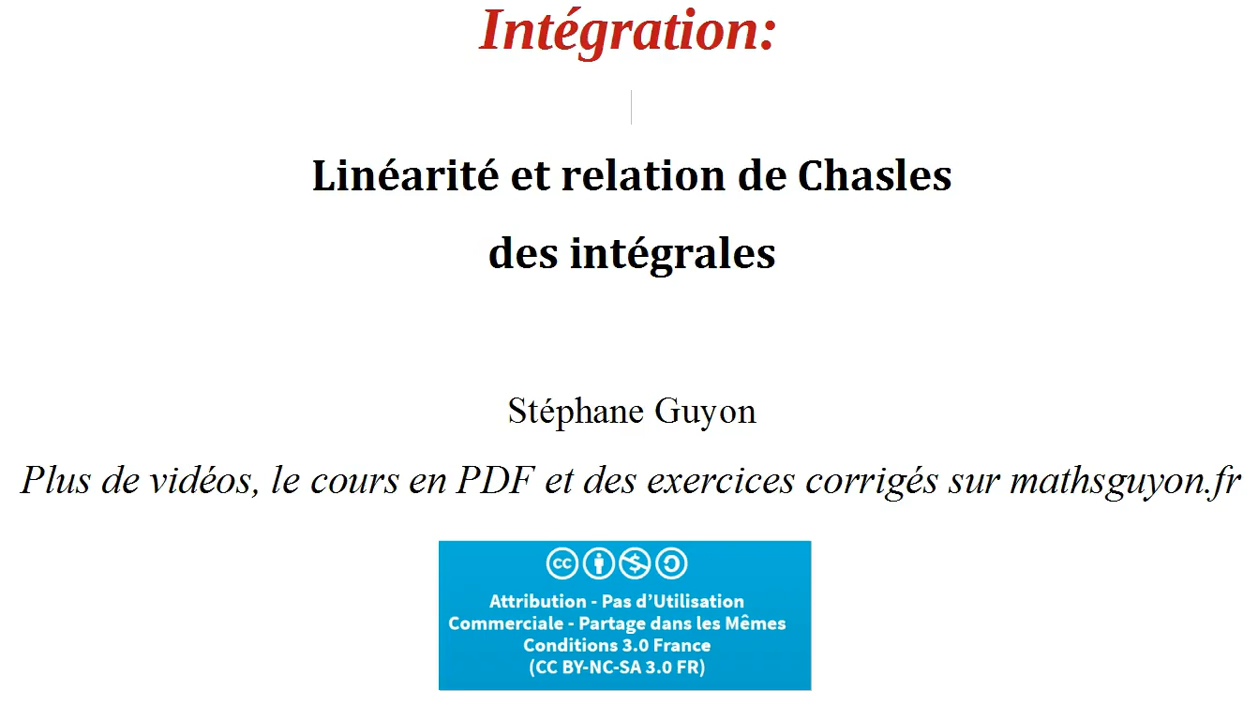 Intégration:
Linéarité et relation de Chasles
des intégrales
Stéphane Guyon
Plus de vidéos, le cours en PDF et des exercices corrigés sur mathsguyon.fr
cc
Attribution - Pas d’Utilisation
Commerciale - Partage dans les Mêmes
Conditions 3.0 France
(CC BY-NC-SA 3.0 FR)